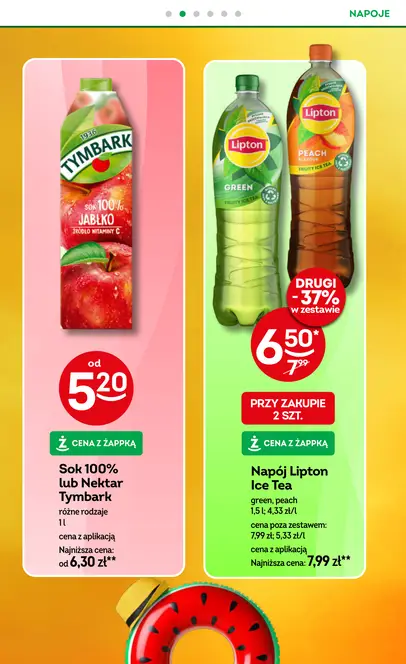 NAPOJE
1936
TYMBARK
SOK 100%
JABŁKO
ŹRÓDŁO WITAMINY C
od
5 20
Ż CENA Z ŻAPPKĄ
Sok 100%
lub Nektar
Tymbark
różne rodzaje
1 l
cena z aplikacją
Najniższa cena:
od 6,30 zł**
Lipton
GREEN
Lipton
PEACH
FRUITY ICE TEA
DRUGI
-37%
w zestawie
6 50*
7,99
PRZY ZAKUPIE
2 SZT.
Ż CENA Z ŻAPPKĄ
Napój Lipton
Ice Tea
green, peach
1,5 l; 4,33 zł/l
cena poza zestawem:
7,99 zł; 5,33 zł/l
cena z aplikacją
Najniższa cena: 7,99 zł**